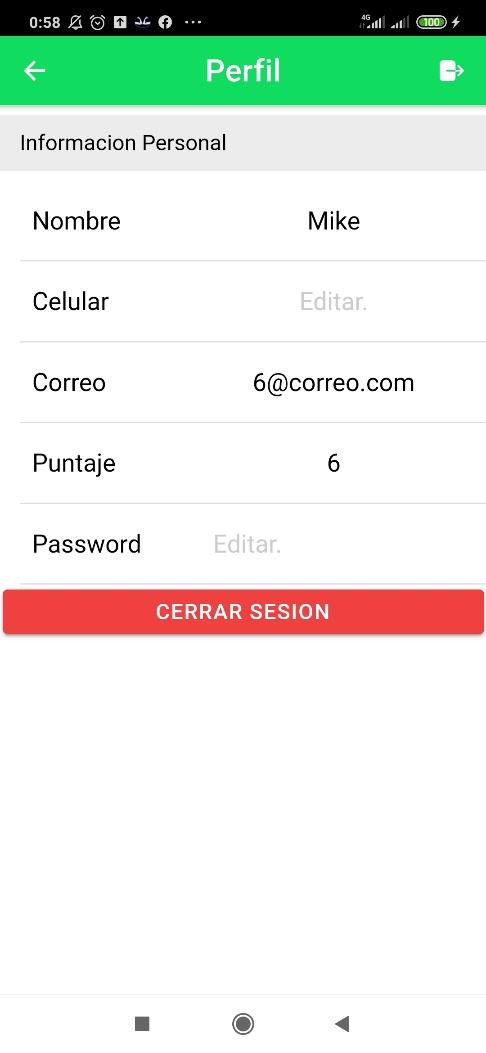 0:58 4G 100
Perfil
Informacion Personal
Nombre Mike
Celular Editar.
Correo 6@correo.com
Puntaje 6
Password Editar.
CERRAR SESION